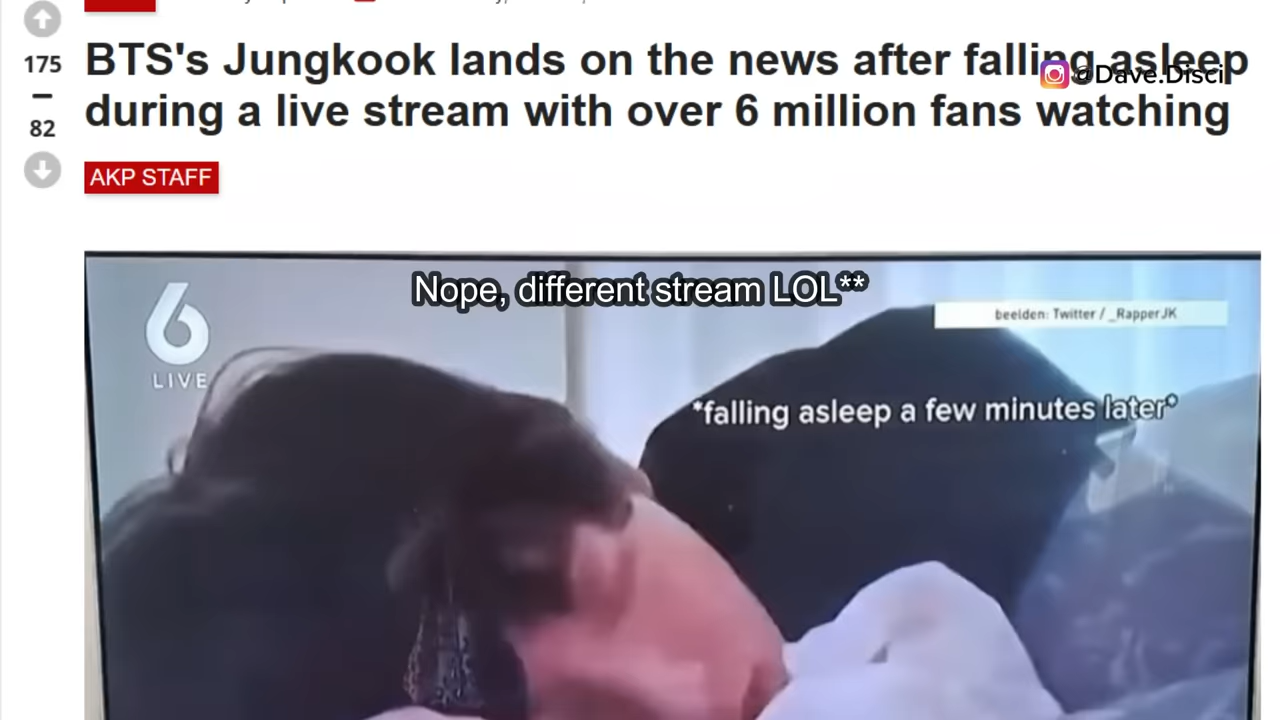 175
82
BTS's Jungkook lands on the news after falling asleep
during a live stream with over 6 million fans watching
@Dave.Disci
AKP STAFF
Nope, different stream LOL**
6
LIVE
beelden: Twitter / _RapperJK
*falling asleep a few minutes later*